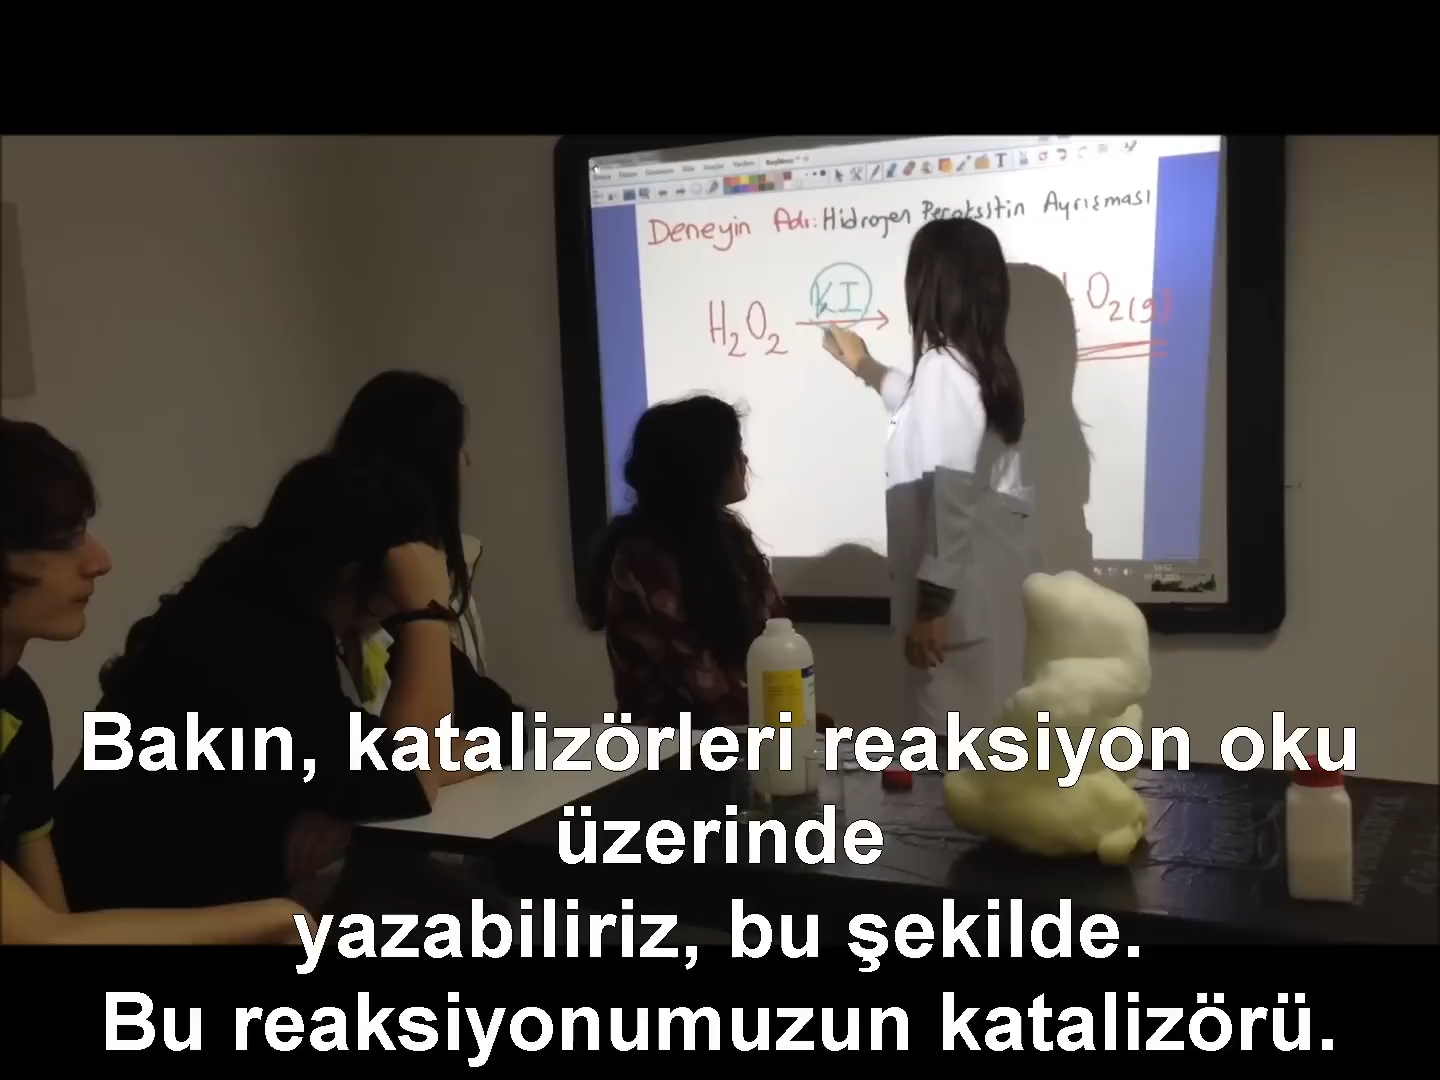 Deneyin Adı: Hidrojen Peroksitin Ayrışması
KI
H₂O₂ → O₂(g)
Bakın, katalizörleri reaksiyon oku
üzerinde
yazabiliriz, bu şekilde.
Bu reaksiyonumuzun katalizörü.